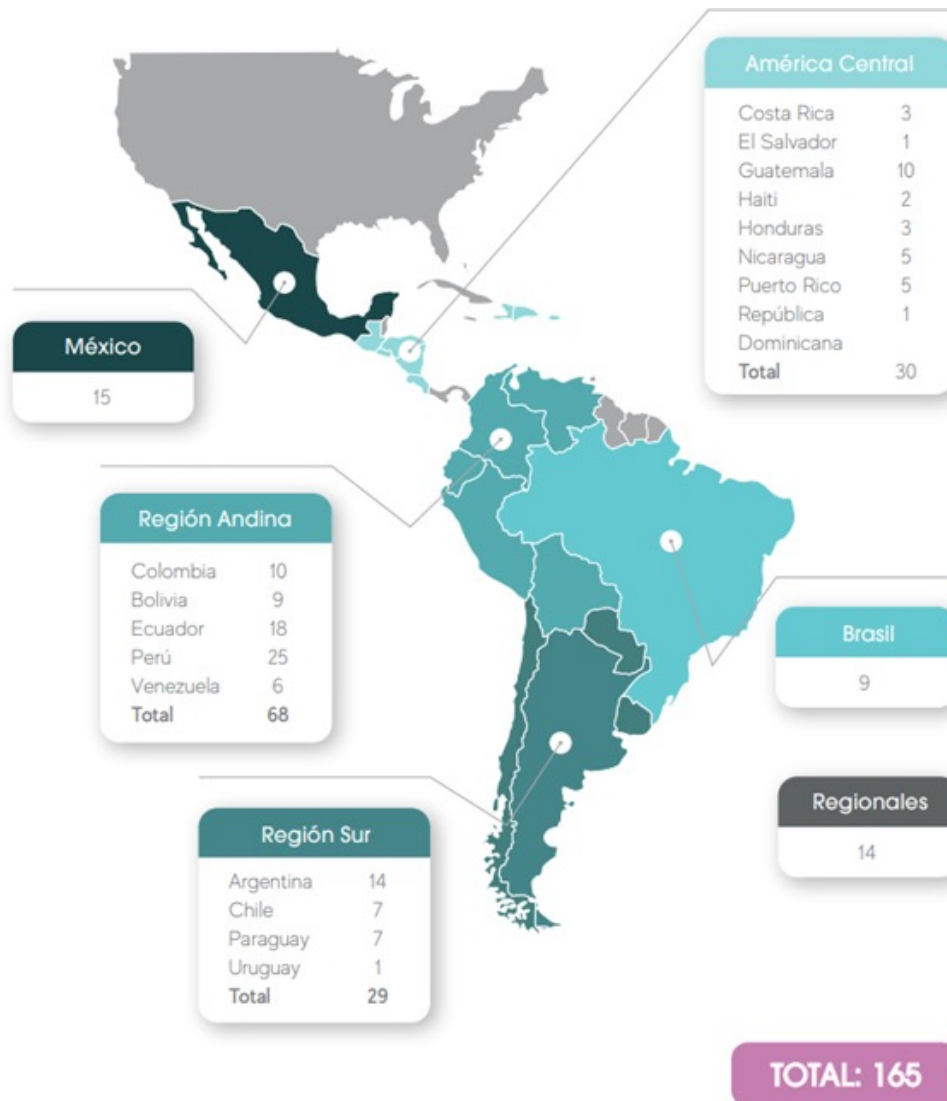 América Central
Costa Rica 3
El Salvador 1
Guatemala 10
Haiti 2
Honduras 3
Nicaragua 5
Puerto Rico 5
República 1
Dominicana
Total 30
México
15
Región Andina
Colombia 10
Bolivia 9
Ecuador 18
Perú 25
Venezuela 6
Total 68
Brasil
9
Regionales
14
Región Sur
Argentina 14
Chile 7
Paraguay 7
Uruguay 1
Total 29
TOTAL: 165